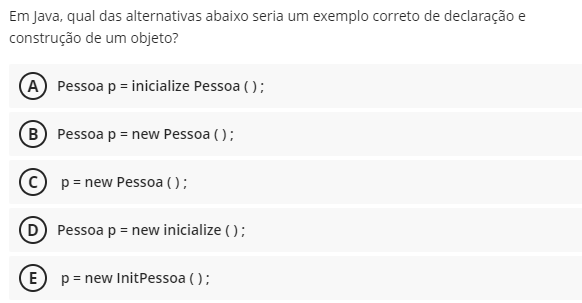 Em Java, qual das alternativas abaixo seria um exemplo correto de declaração e
construção de um objeto?
A Pessoa p = inicialize Pessoa ( ) ;
B Pessoa p = new Pessoa ( ) ;
C p = new Pessoa ( ) ;
D Pessoa p = new inicialize ( ) ;
E p = new InitPessoa ( ) ;